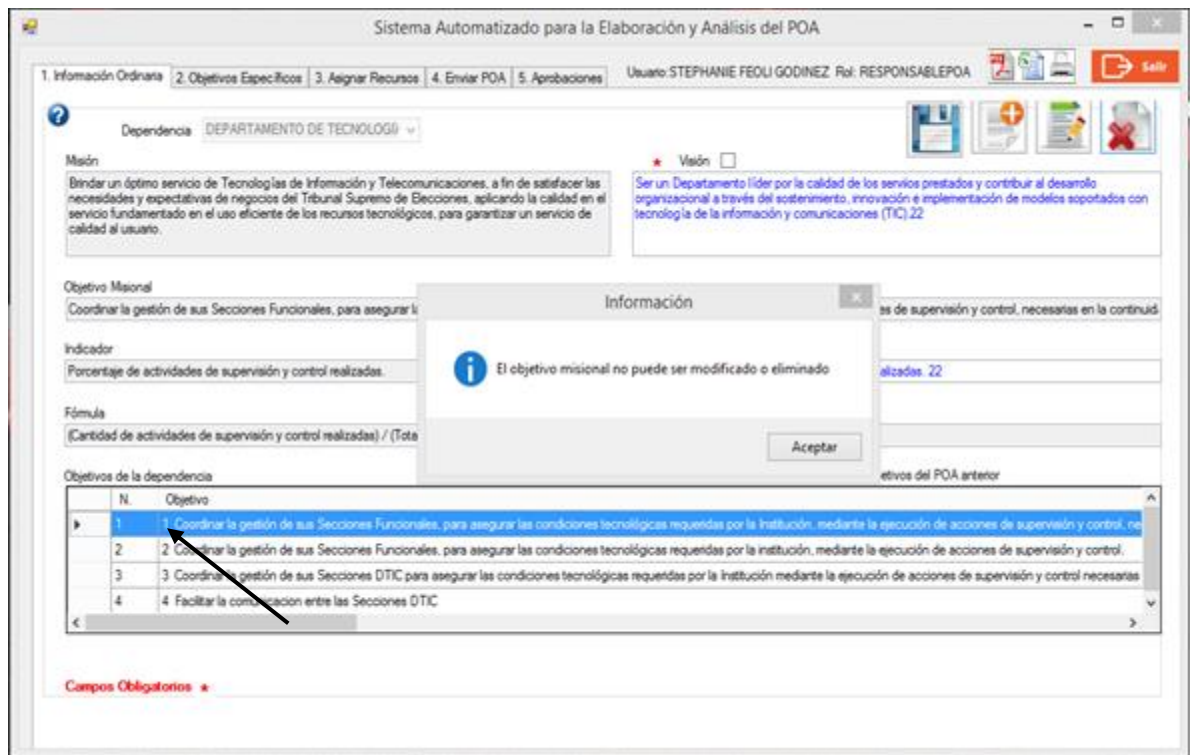 Sistema Automatizado para la Elaboración y Análisis del POA
1. Información Ordinaria 2. Objetivos Específicos 3. Asignar Recursos 4. Enviar POA 5. Aprobaciones Usuario: STEPHANIE FEOLI GODINEZ Rol: RESPONSABLEPOA Salir
Dependencia DEPARTAMENTO DE TECNOLOGÍ
Misión
Brindar un óptimo servicio de Tecnologías de Información y Telecomunicaciones, a fin de satisfacer las
necesidades y expectativas de negocios del Tribunal Supremo de Elecciones, aplicando la calidad en el
servicio fundamentado en el uso eficiente de los recursos tecnológicos, para garantizar un servicio de
calidad al usuario.
* Visión
Ser un Departamento líder por la calidad de los servios prestados y contribuir al desarrollo
organizacional a través del sostenimiento, innovación e implementación de modelos soportados con
tecnología de la información y comunicaciones (TIC).22
Objetivo Misional
Coordinar la gestión de sus Secciones Funcionales, para asegurar l es de supervisión y control, necesarias en la continuid
Indicador
Porcentaje de actividades de supervisión y control realizadas. alizadas. 22
Fórmula
(Cantidad de actividades de supervisión y control realizadas) / (Tota
Información
El objetivo misional no puede ser modificado o eliminado
Aceptar
Objetivos de la dependencia etivos del POA anterior
N. Objetivo
1 1 Coordinar la gestión de sus Secciones Funcionales, para asegurar las condiciones tecnológicas requeridas por la Institución, mediante la ejecución de acciones de supervisión y control, ne
2 2 Coordinar la gestión de sus Secciones Funcionales, para asegurar las condiciones tecnológicas requeridas por la institución, mediante la ejecución de acciones de supervisión y control.
3 3 Coordinar la gestión de sus Secciones DTIC para asegurar las condiciones tecnológicas requeridas por la Institución mediante la ejecución de acciones de supervisión y control necesarias
4 4 Facilitar la comunicacion entre las Secciones DTIC
Campos Obligatorios *